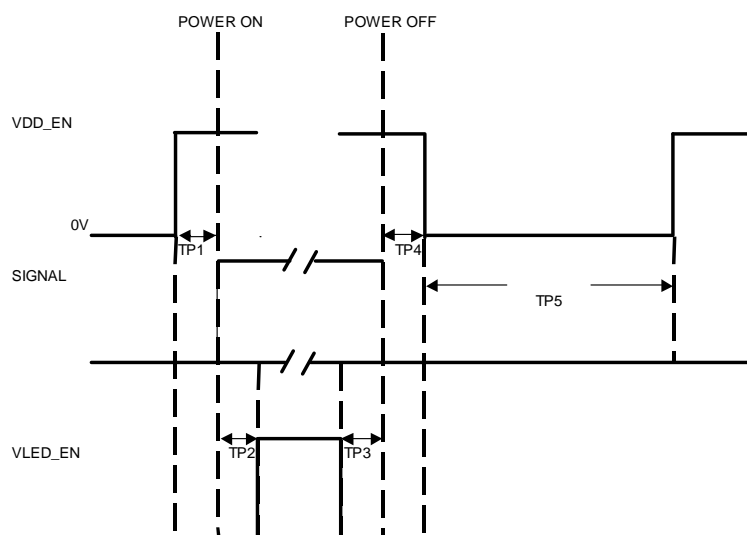 POWER ON POWER OFF
VDD_EN
0V
TP1 TP4
SIGNAL
TP5
TP2 TP3
VLED_EN